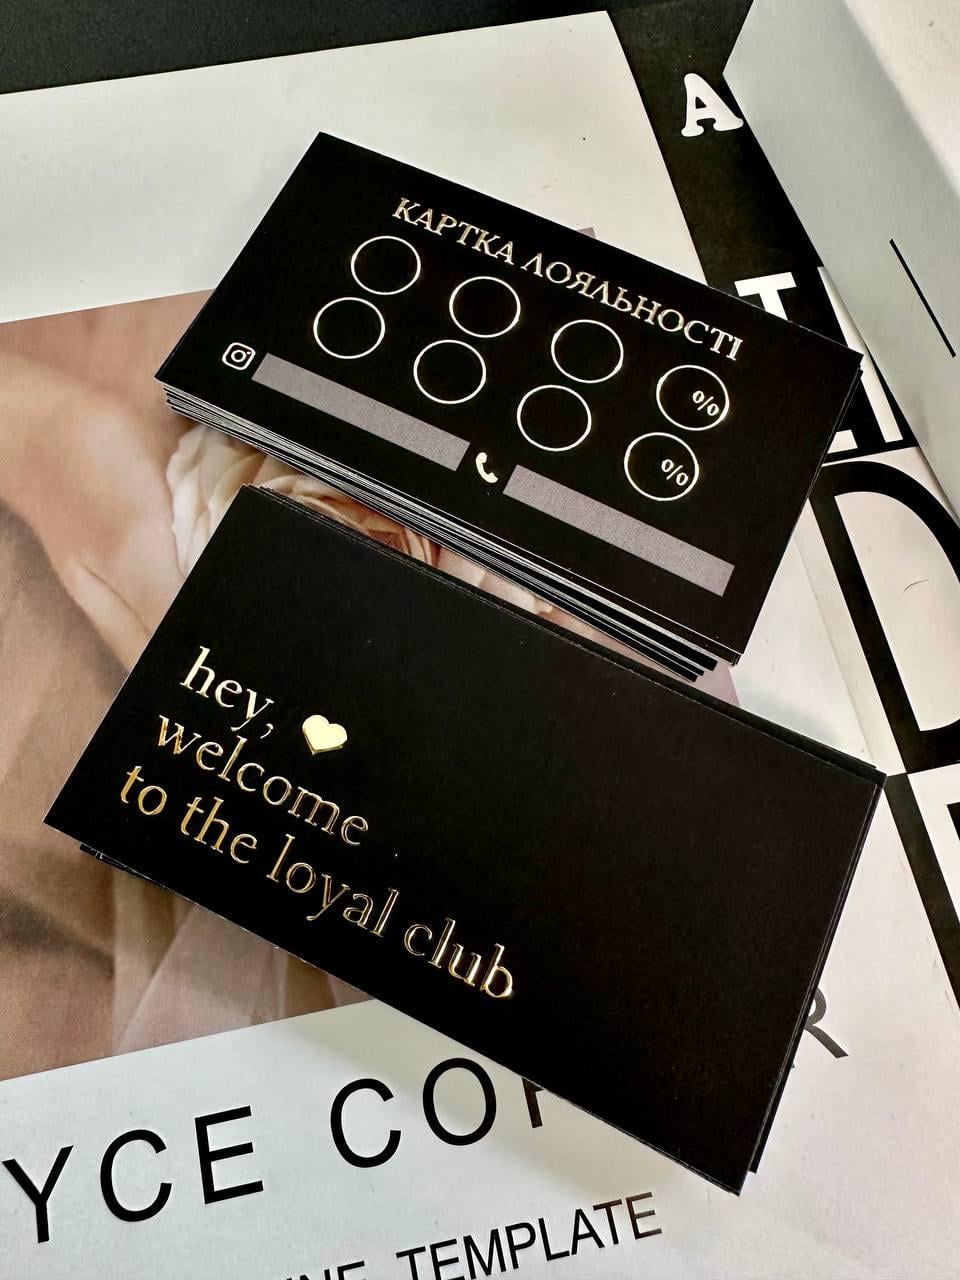 КАРТКА ЛОЯЛЬНОСТІ
%
%
hey,
welcome
to the loyal club
A
YCE CO
TEMPLATE